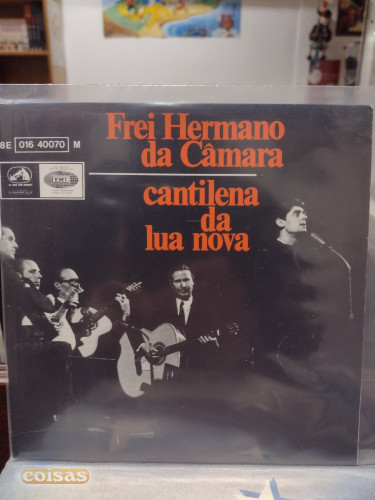 8E 016 40070 M
Frei Hermano
da Câmara
EMI
cantilena
da
lua nova
coisas